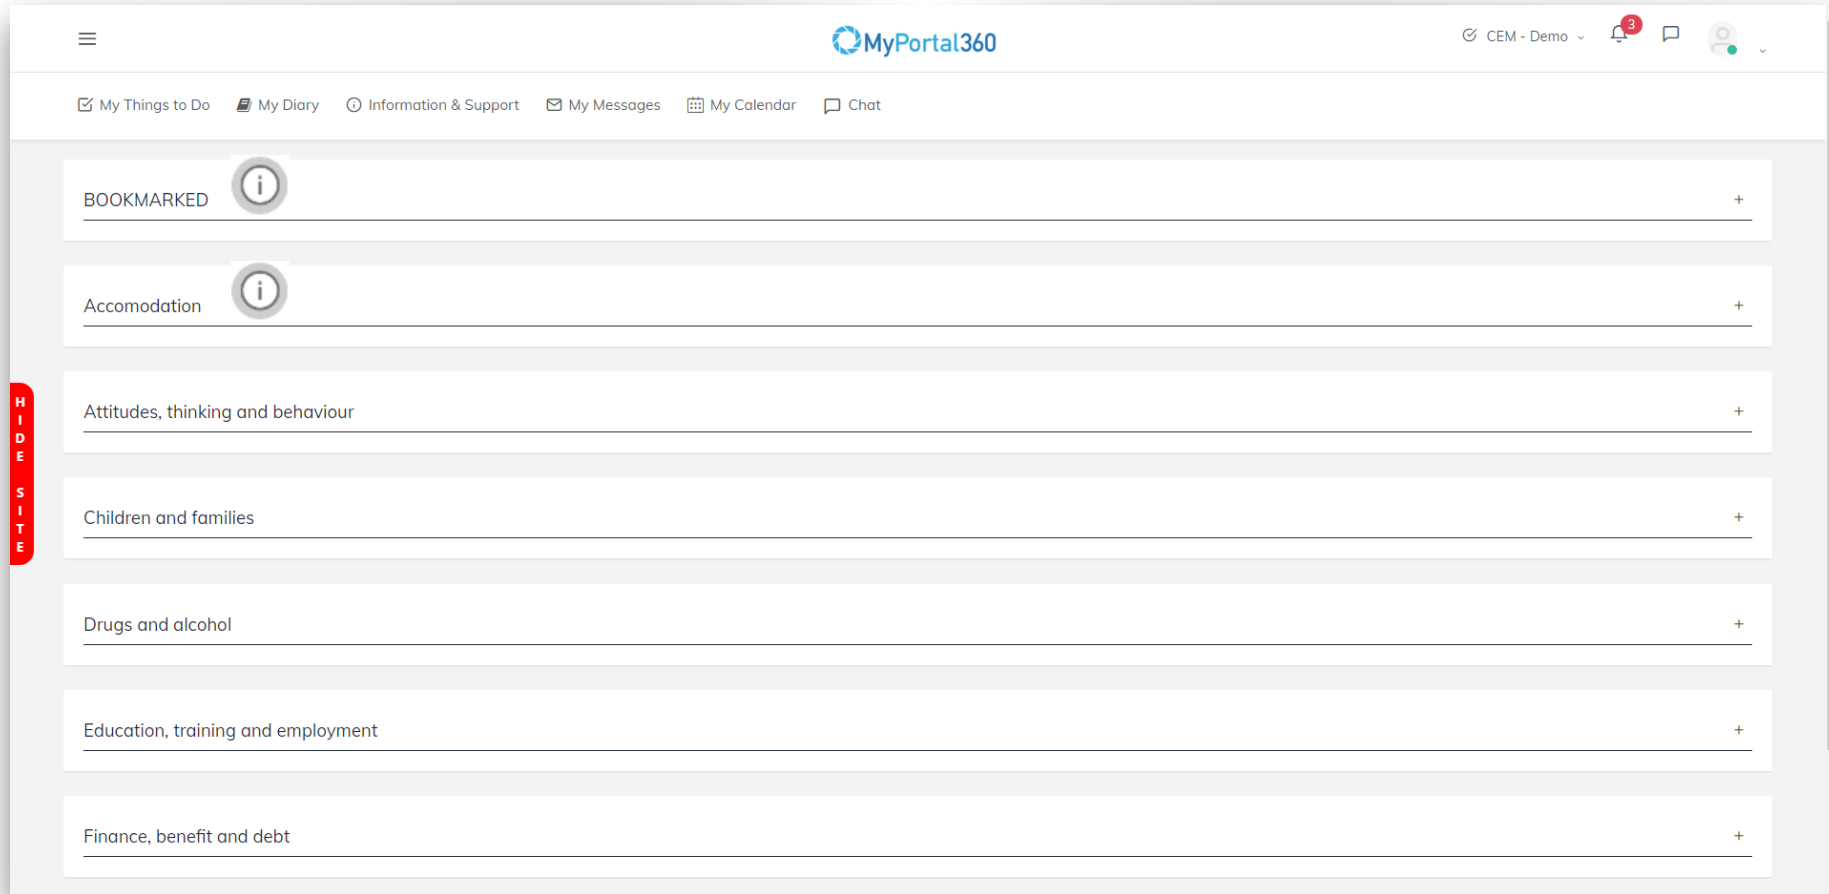 MyPortal360
CEM - Demo
3
My Things to Do
My Diary
Information & Support
My Messages
My Calendar
Chat
BOOKMARKED
Accomodation
Attitudes, thinking and behaviour
HIDE SITE
Children and families
Drugs and alcohol
Education, training and employment
Finance, benefit and debt